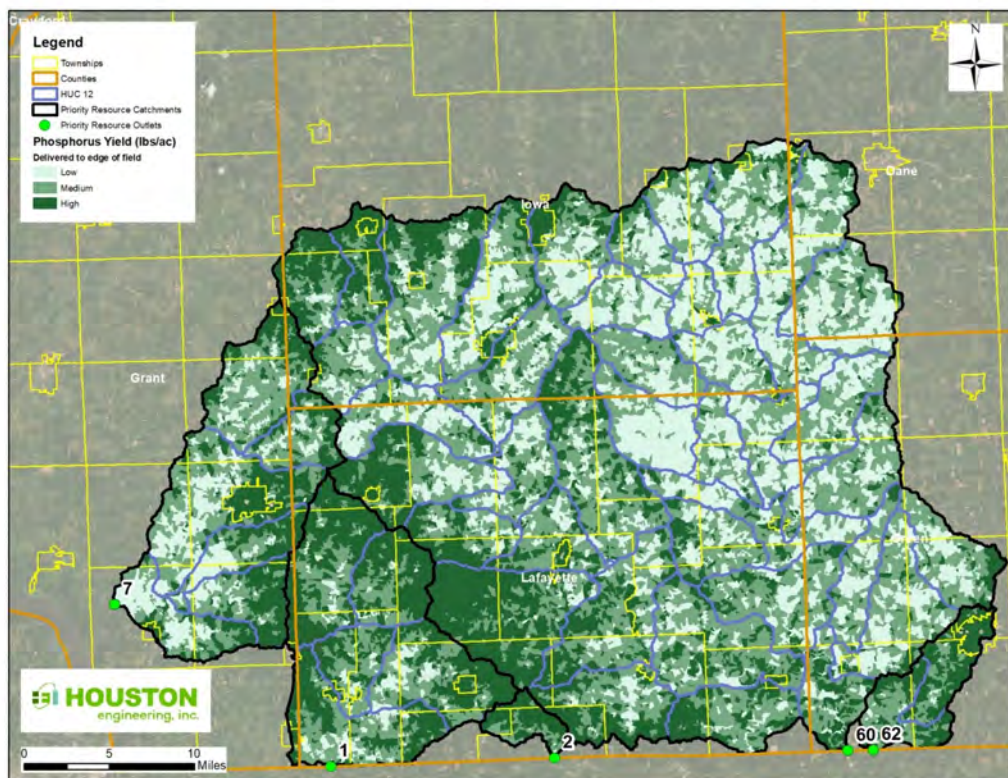 Crawford
Legend
Townships
Counties
HUC 12
Priority Resource Catchments
Priority Resource Outlets
Phosphorus Yield (lbs/ac)
Delivered to edge of field
Low
Medium
High
N
Dane
Iowa
Grant
Green
Lafayette
7
1
2
60 62
HOUSTON
engineering, inc.
0 5 10
Miles